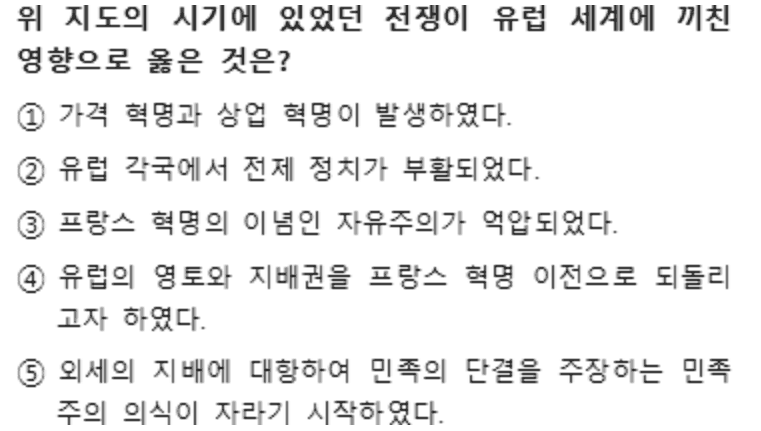 위 지도의 시기에 있었던 전쟁이 유럽 세계에 끼친
영향으로 옳은 것은?
① 가격 혁명과 상업 혁명이 발생하였다.
② 유럽 각국에서 전제 정치가 부활되었다.
③ 프랑스 혁명의 이념인 자유주의가 억압되었다.
④ 유럽의 영토와 지배권을 프랑스 혁명 이전으로 되돌리
고자 하였다.
⑤ 외세의 지배에 대항하여 민족의 단결을 주장하는 민족
주의 의식이 자라기 시작하였다.